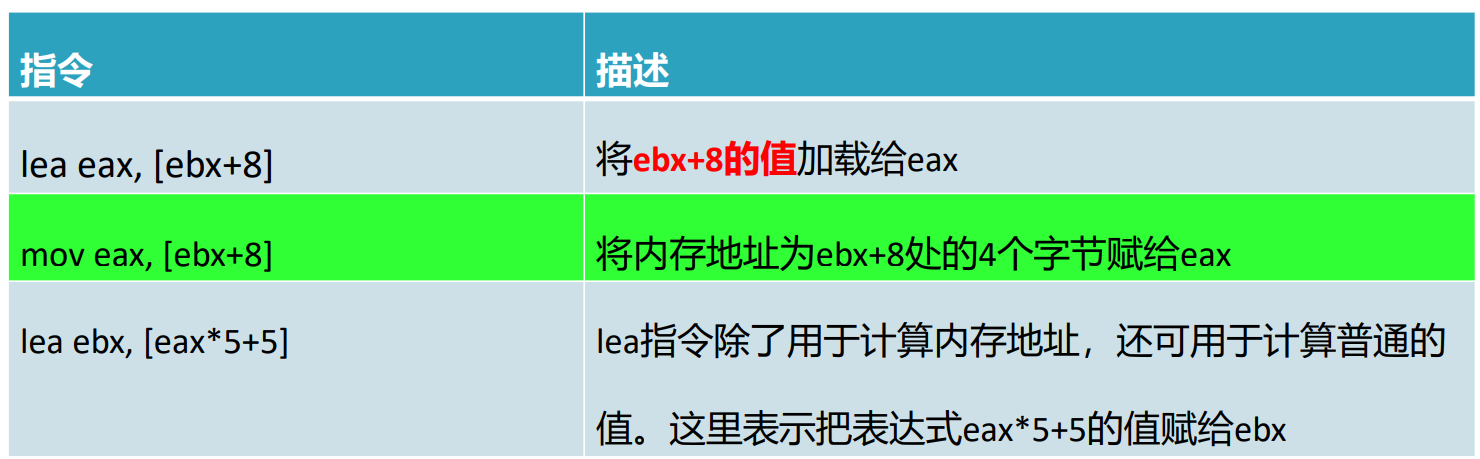 指令 描述
lea eax, [ebx+8] 将ebx+8的值加载给eax
mov eax, [ebx+8] 将内存地址为ebx+8处的4个字节赋给eax
lea ebx, [eax*5+5] lea指令除了用于计算内存地址，还可用于计算普通的
值。这里表示把表达式eax*5+5的值赋给ebx